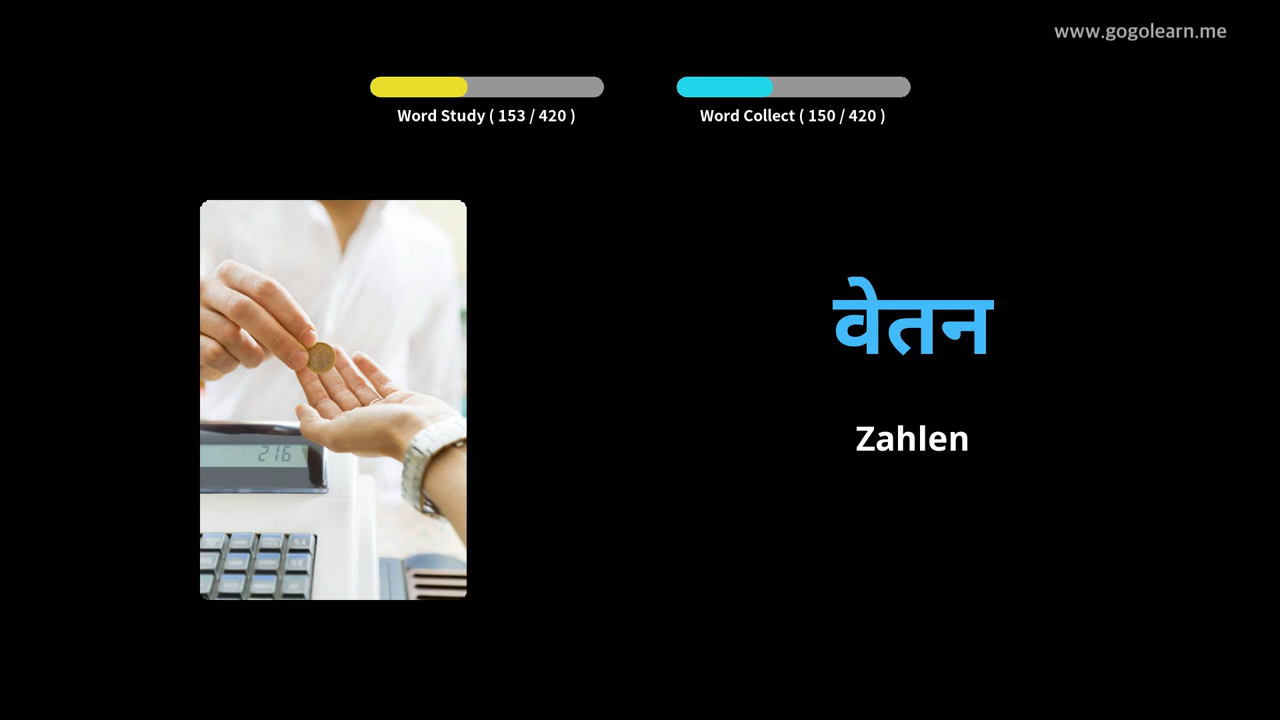 www.gogolearn.me
Word Study ( 153 / 420 )
Word Collect ( 150 / 420 )
वेतन
Zahlen
216